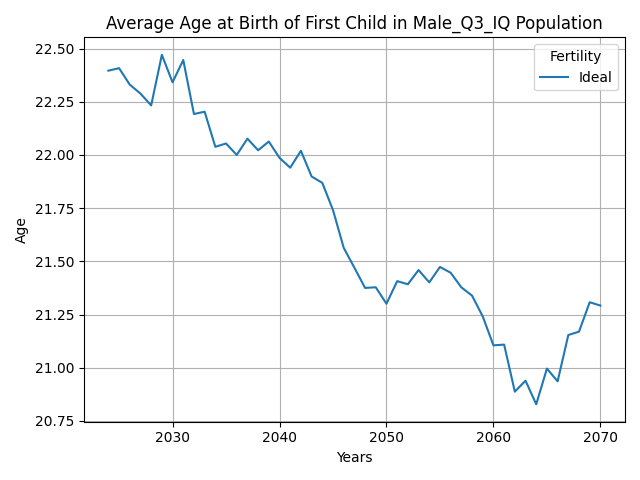 Average Age at Birth of First Child in Male_Q3_IQ Population
Fertility
Ideal
22.50
22.25
22.00
21.75
21.50
21.25
21.00
20.75
Age
2030 2040 2050 2060 2070
Years